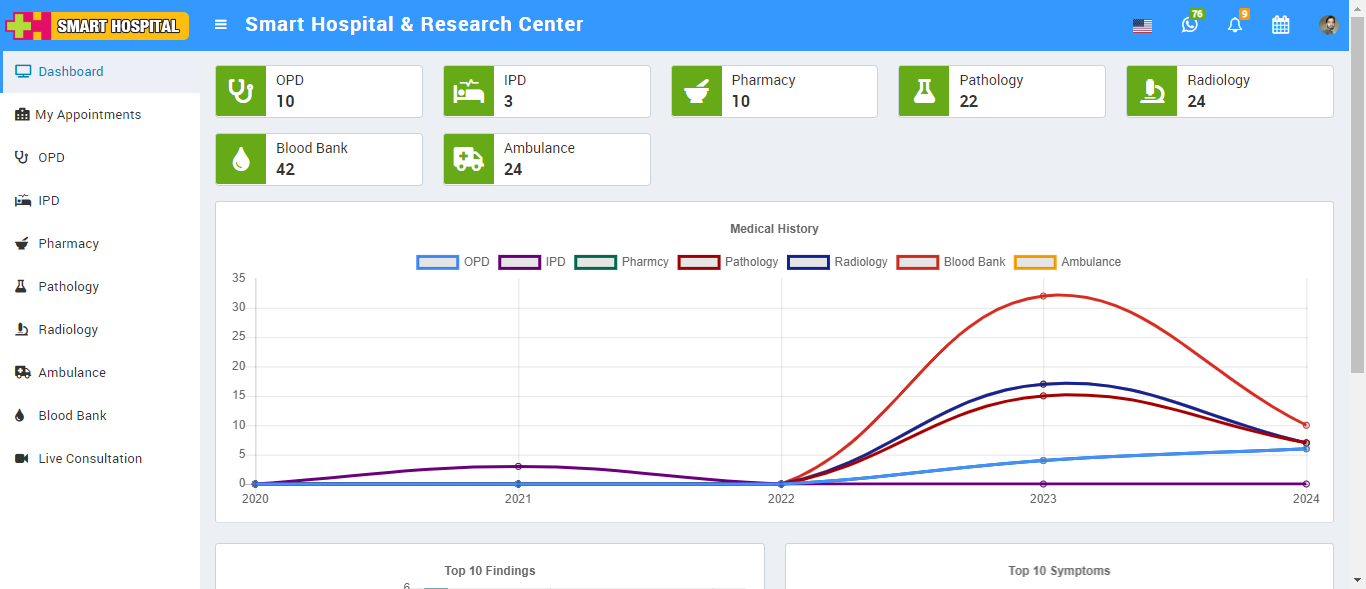 SMART HOSPITAL
Smart Hospital & Research Center
76
9
Dashboard
My Appointments
OPD
IPD
Pharmacy
Pathology
Radiology
Ambulance
Blood Bank
Live Consultation
OPD
10
IPD
3
Pharmacy
10
Pathology
22
Radiology
24
Blood Bank
42
Ambulance
24
Medical History
OPD IPD Pharmcy Pathology Radiology Blood Bank Ambulance
35
30
25
20
15
10
5
0
2020 2021 2022 2023 2024
Top 10 Findings
6
Top 10 Symptoms